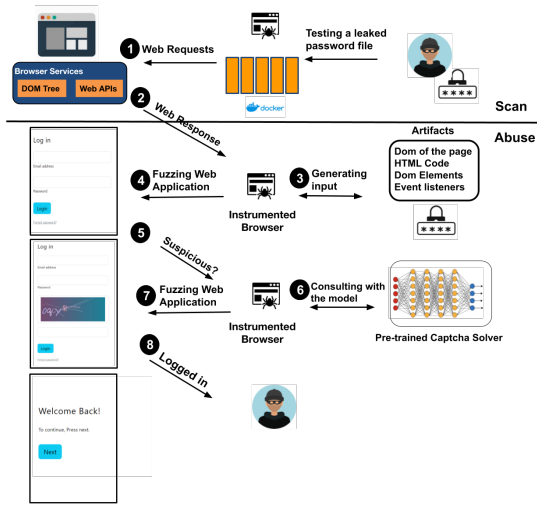 Testing a leaked
password file
1 Web Requests
Browser Services
DOM Tree
Web APIs
docker
****
Scan
2
Web Response
Abuse
Artifacts
Log in
Email address
Password
Login
4 Fuzzing Web
Application
3 Generating
input
Dom of the page
HTML Code
Dom Elements
Event listeners
Instrumented
Browser
****
5
Suspicious?
Log in
Email address
Password
Login
7 Fuzzing Web
Application
6 Consulting with
the model
Instrumented
Browser
Pre-trained Captcha Solver
8
Logged in
Welcome Back!
To continue, Press next.
Next